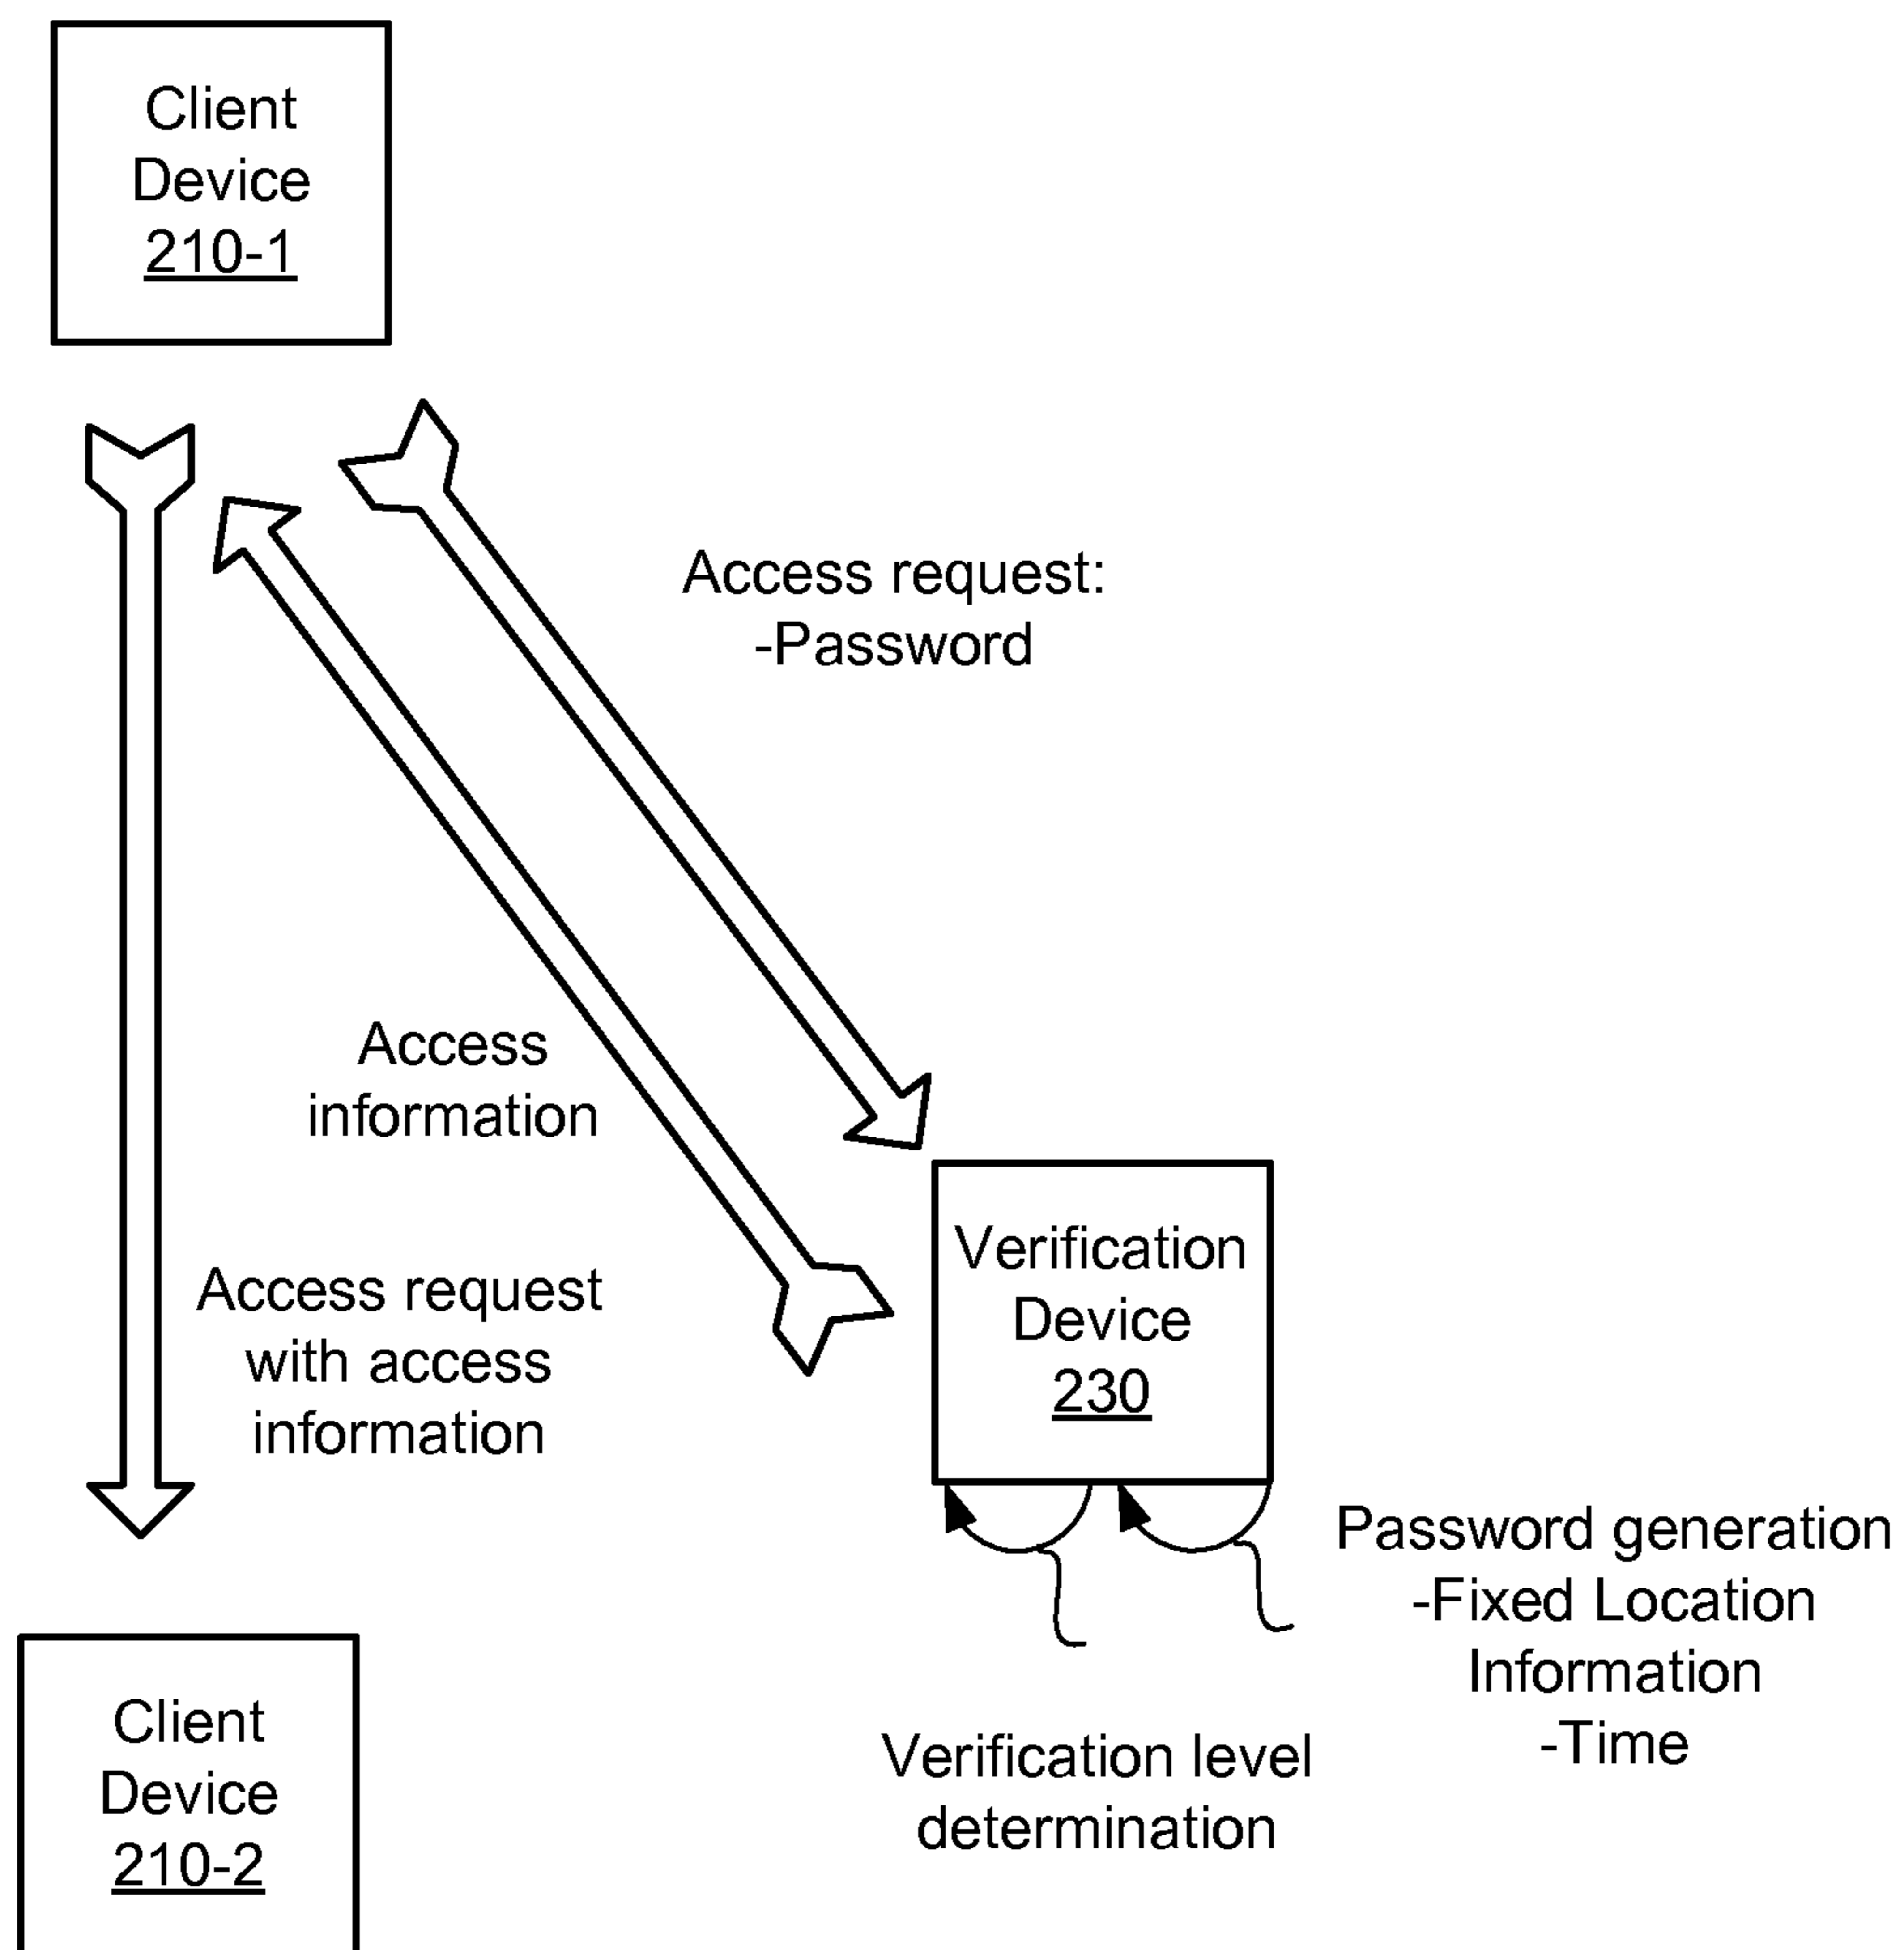 Client
Device
210-1
Access request:
-Password
Access
information
Access request
with access
information
Verification
Device
230
Password generation
-Fixed Location
Information
-Time
Verification level
determination
Client
Device
210-2